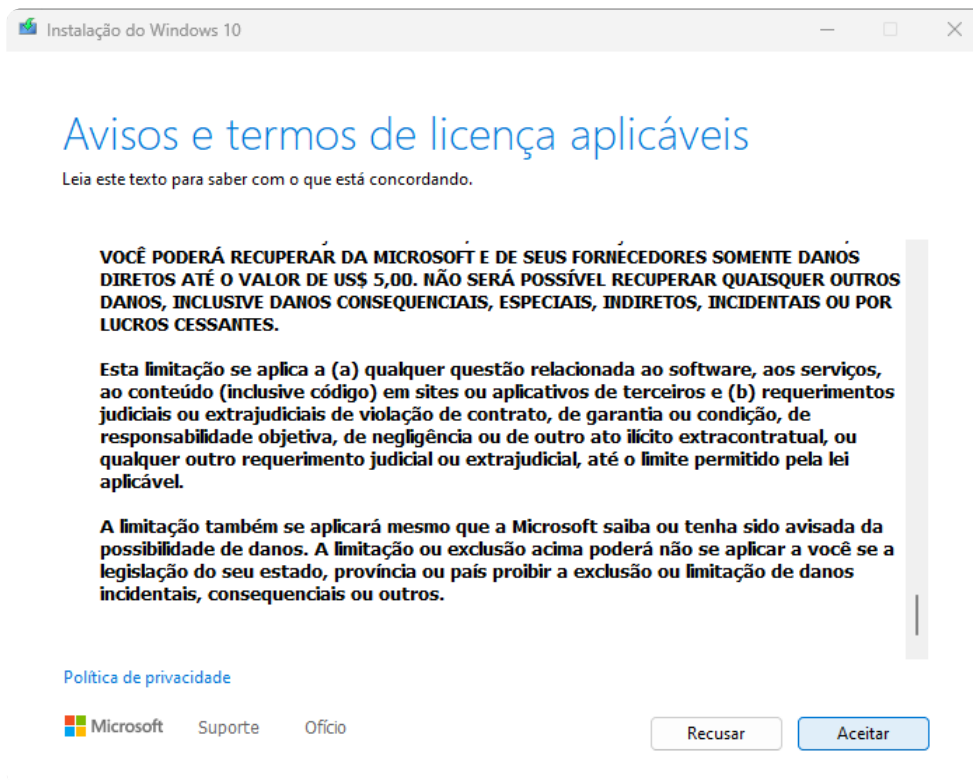 Instalação do Windows 10
Avisos e termos de licença aplicáveis
Leia este texto para saber com o que está concordando.
VOCÊ PODERÁ RECUPERAR DA MICROSOFT E DE SEUS FORNECEDORES SOMENTE DANOS
DIRETOS ATÉ O VALOR DE US$ 5,00. NÃO SERÁ POSSÍVEL RECUPERAR QUAISQUER OUTROS
DANOS, INCLUSIVE DANOS CONSEQUENCIAIS, ESPECIAIS, INDIRETOS, INCIDENTAIS OU POR
LUCROS CESSANTES.
Esta limitação se aplica a (a) qualquer questão relacionada ao software, aos serviços,
ao conteúdo (inclusive código) em sites ou aplicativos de terceiros e (b) requerimentos
judiciais ou extrajudiciais de violação de contrato, de garantia ou condição, de
responsabilidade objetiva, de negligência ou de outro ato ilícito extracontratual, ou
qualquer outro requerimento judicial ou extrajudicial, até o limite permitido pela lei
aplicável.
A limitação também se aplicará mesmo que a Microsoft saiba ou tenha sido avisada da
possibilidade de danos. A limitação ou exclusão acima poderá não se aplicar a você se a
legislação do seu estado, província ou país proibir a exclusão ou limitação de danos
incidentais, consequenciais ou outros.
Política de privacidade
Microsoft Suporte Ofício Recusar Aceitar